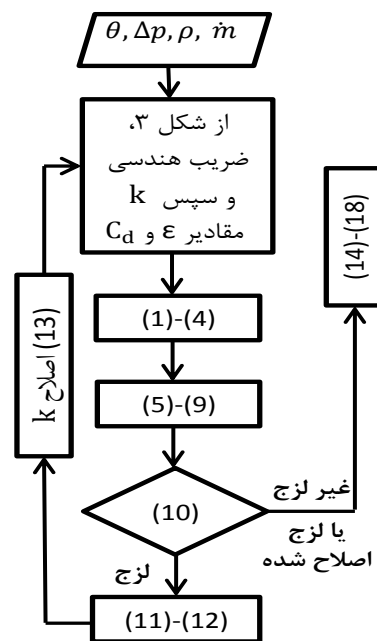 θ, Δp, ρ, ṁ
از شکل ۳،
ضریب هندسی
و سپس k
مقادیر ε و C_d
(1)-(4)
(5)-(9)
(10)
غیر لزج
یا لزج
اصلاح شده
(14)-(18)
لزج
(11)-(12)
(13) اصلاح k